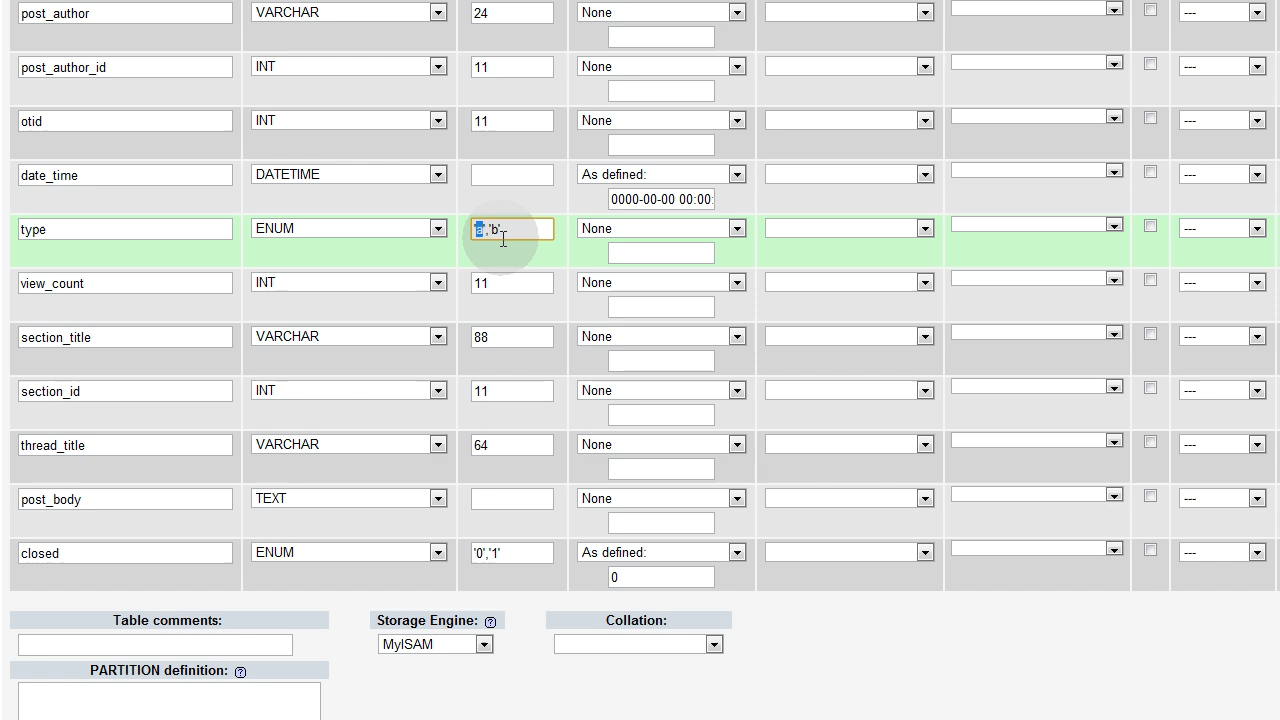 post_author VARCHAR 24 None ---
post_author_id INT 11 None ---
otid INT 11 None ---
date_time DATETIME As defined: ---
0000-00-00 00:00:
type ENUM 'a','b' None ---
view_count INT 11 None ---
section_title VARCHAR 88 None ---
section_id INT 11 None ---
thread_title VARCHAR 64 None ---
post_body TEXT None ---
closed ENUM '0','1' As defined: ---
0
Table comments: Storage Engine: ? Collation:
MyISAM
PARTITION definition: ?